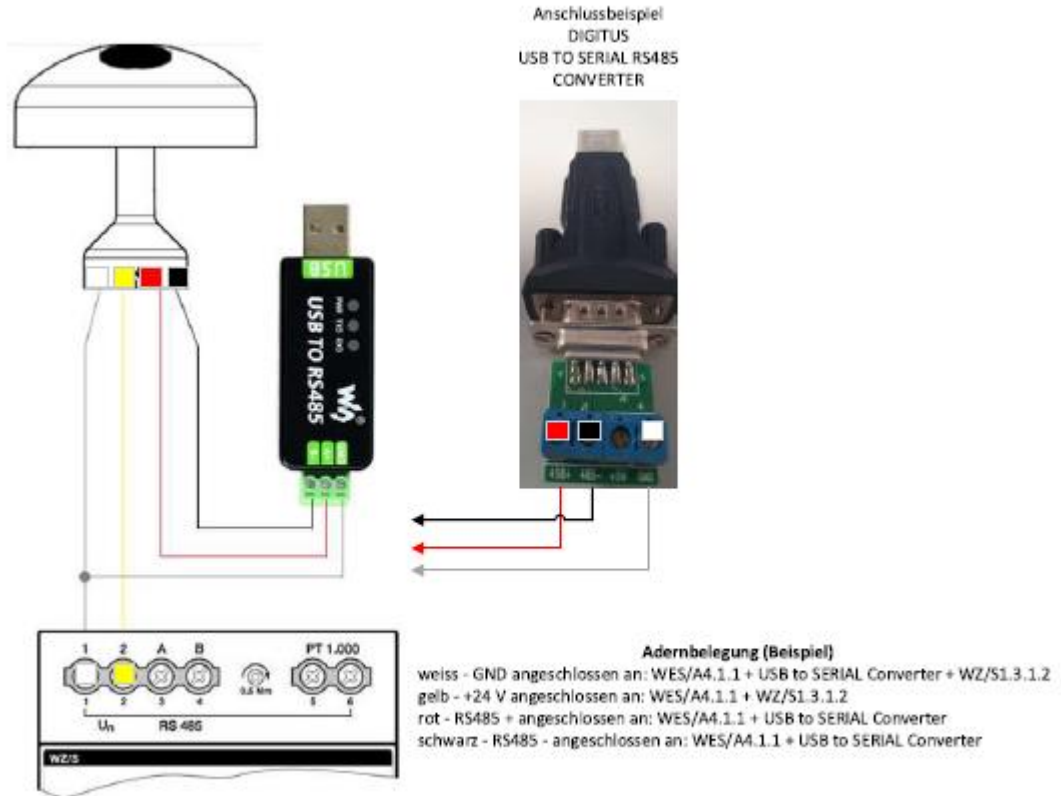 Anschlussbeispiel
DIGITUS
USB TO SERIAL RS485
CONVERTER
USB
PWR TXD RXD
USB TO RS485
485+ 485- +5V GND
1 2 A B PT 1.000
0,5 Nm
1 2 3 4 5 6
Un RS 485
WZ/S
Adernbelegung (Beispiel)
weiss - GND angeschlossen an: WES/A4.1.1 + USB to SERIAL Converter + WZ/S1.3.1.2
gelb - +24 V angeschlossen an: WES/A4.1.1 + WZ/S1.3.1.2
rot - RS485 + angeschlossen an: WES/A4.1.1 + USB to SERIAL Converter
schwarz - RS485 - angeschlossen an: WES/A4.1.1 + USB to SERIAL Converter